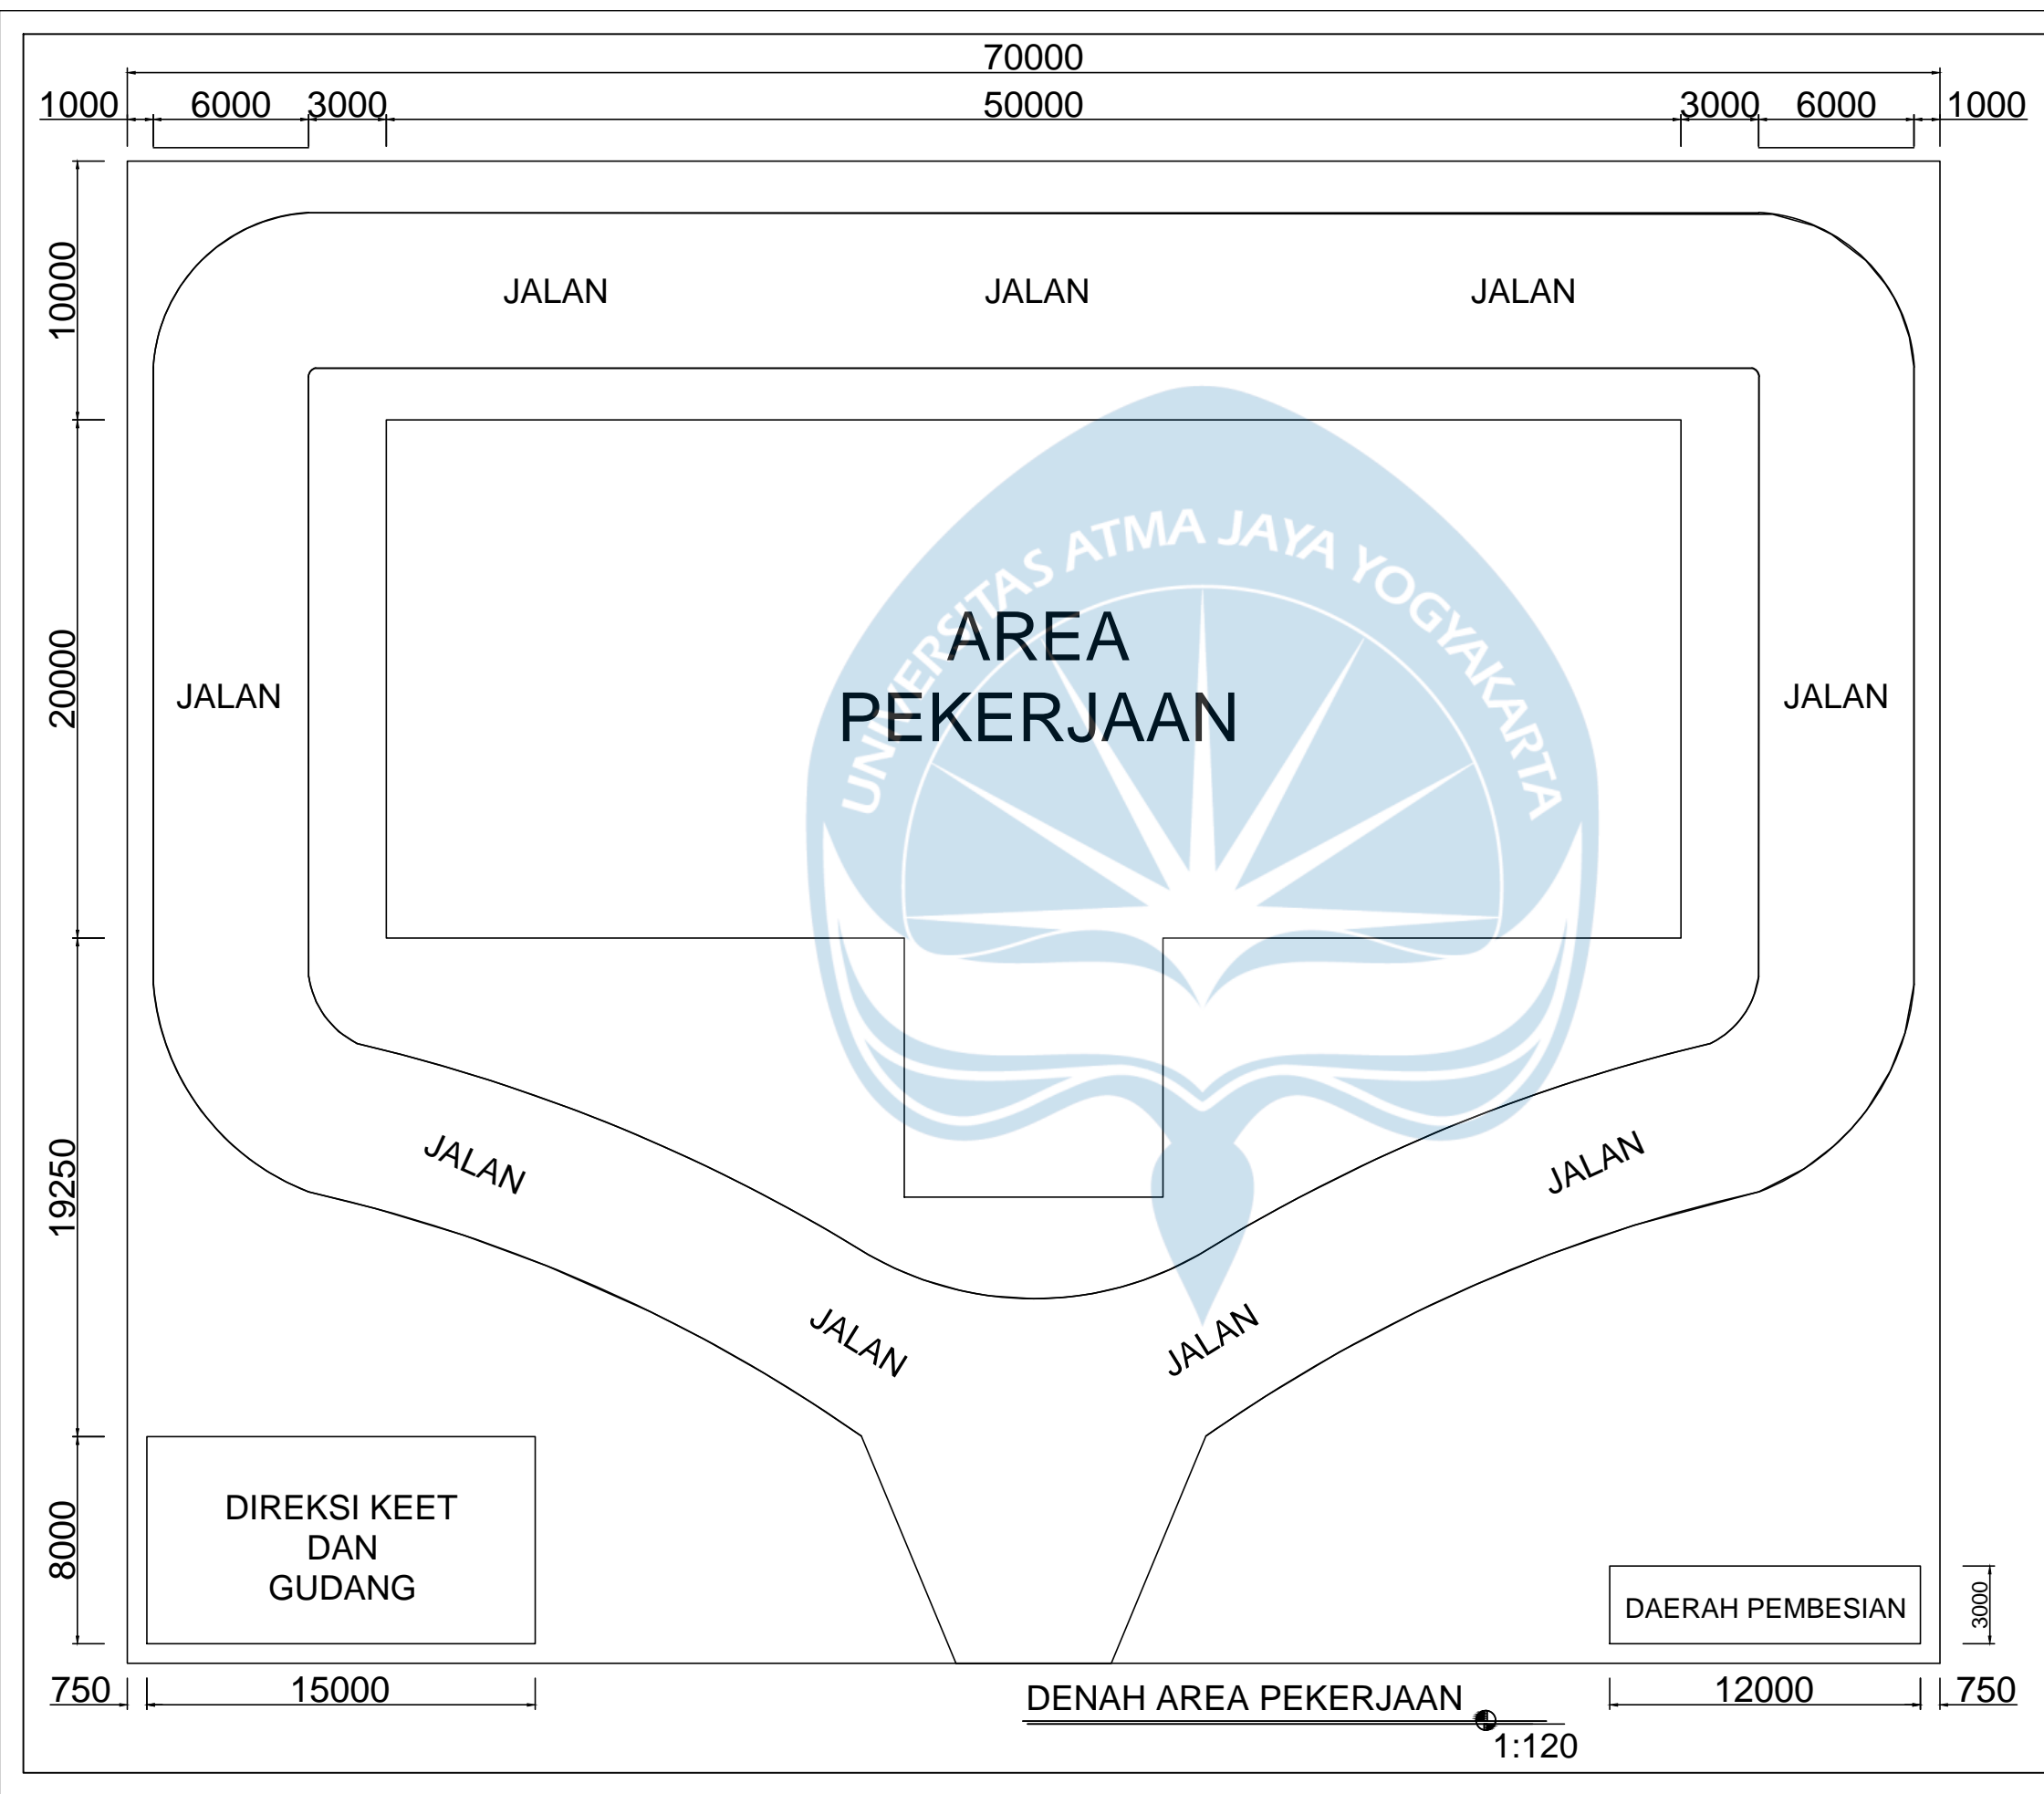 70000
1000 6000 3000 50000 3000 6000 1000
10000
JALAN JALAN JALAN
20000
UNIVERSITAS ATMA JAYA YOGYAKARTA
AREA
PEKERJAAN
JALAN
JALAN
19250
JALAN
JALAN
JALAN
JALAN
8000
DIREKSI KEET
DAN
GUDANG
DAERAH PEMBESIAN
3000
750 15000
12000 750
DENAH AREA PEKERJAAN
1:120